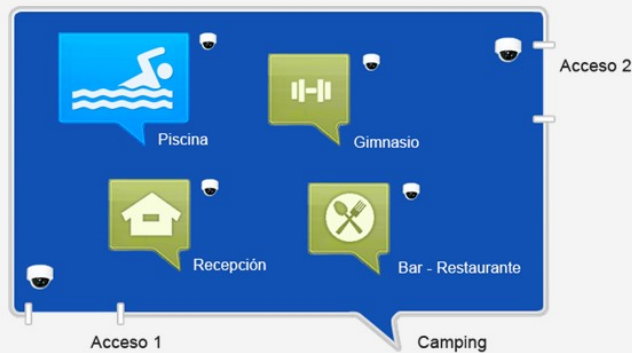 Acceso 2
Piscina
Gimnasio
Recepción
Bar - Restaurante
Acceso 1
Camping